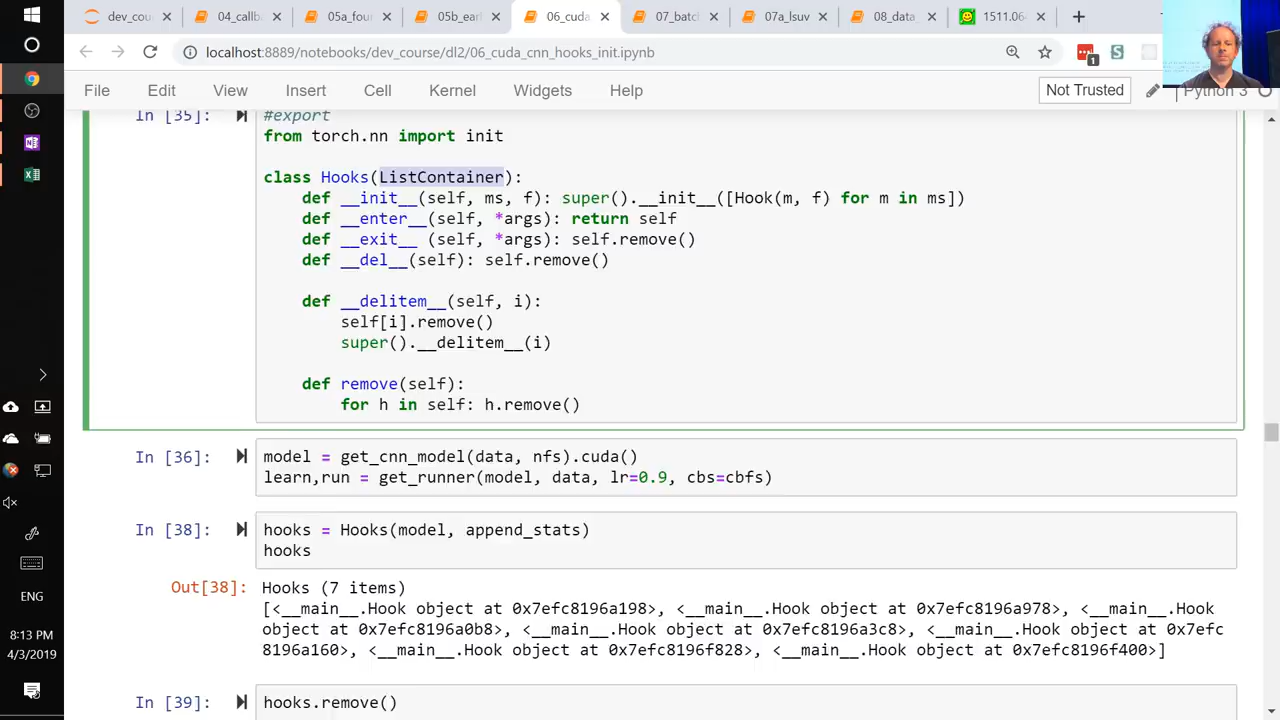 dev_cou
04_callb
05a_fou
05b_earl
06_cuda
07_batch
07a_lsuv
08_data_
1511.064
localhost:8889/notebooks/dev_course/dl2/06_cuda_cnn_hooks_init.ipynb
1
S
File Edit View Insert Cell Kernel Widgets Help
Not Trusted
Python 3
In [35]:
#export
from torch.nn import init
class Hooks(ListContainer):
def __init__(self, ms, f): super().__init__([Hook(m, f) for m in ms])
def __enter__(self, *args): return self
def __exit__ (self, *args): self.remove()
def __del__(self): self.remove()
def __delitem__(self, i):
self[i].remove()
super().__delitem__(i)
def remove(self):
for h in self: h.remove()
In [36]:
model = get_cnn_model(data, nfs).cuda()
learn,run = get_runner(model, data, lr=0.9, cbs=cbfs)
In [38]:
hooks = Hooks(model, append_stats)
hooks
Out[38]:
Hooks (7 items)
[<__main__.Hook object at 0x7efc8196a198>, <__main__.Hook object at 0x7efc8196a978>, <__main__.Hook
object at 0x7efc8196a0b8>, <__main__.Hook object at 0x7efc8196a3c8>, <__main__.Hook object at 0x7efc
8196a160>, <__main__.Hook object at 0x7efc8196f828>, <__main__.Hook object at 0x7efc8196f400>]
In [39]:
hooks.remove()
ENG
8:13 PM
4/3/2019